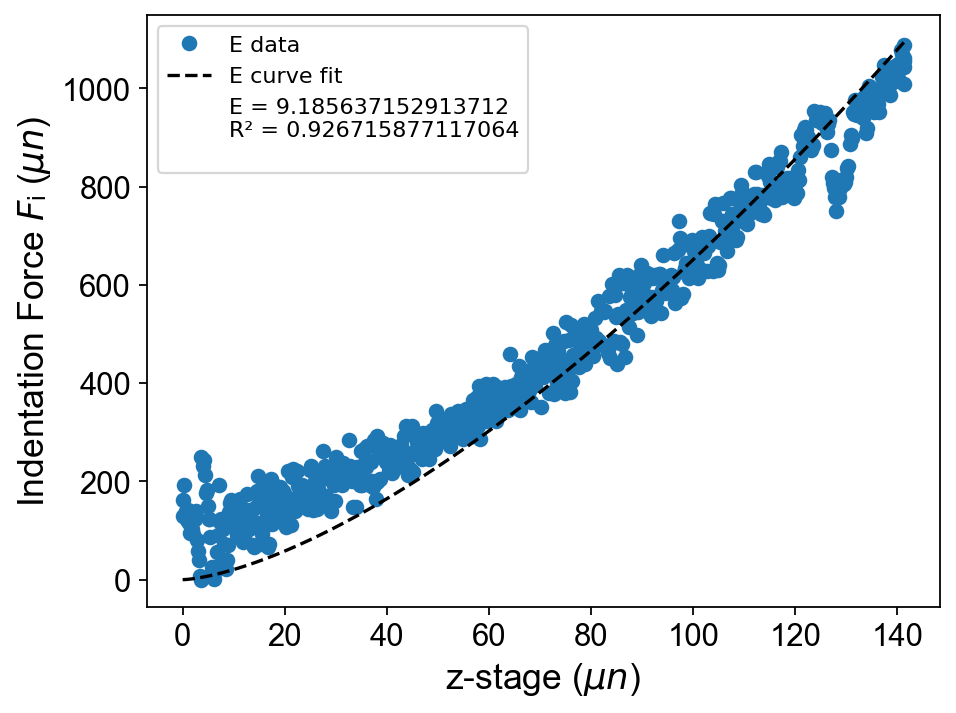 E data
E curve fit
E = 9.185637152913712
R² = 0.926715877117064
1000
800
600
400
200
0
Indentation Force Fi (μn)
0 20 40 60 80 100 120 140
z-stage (μn)